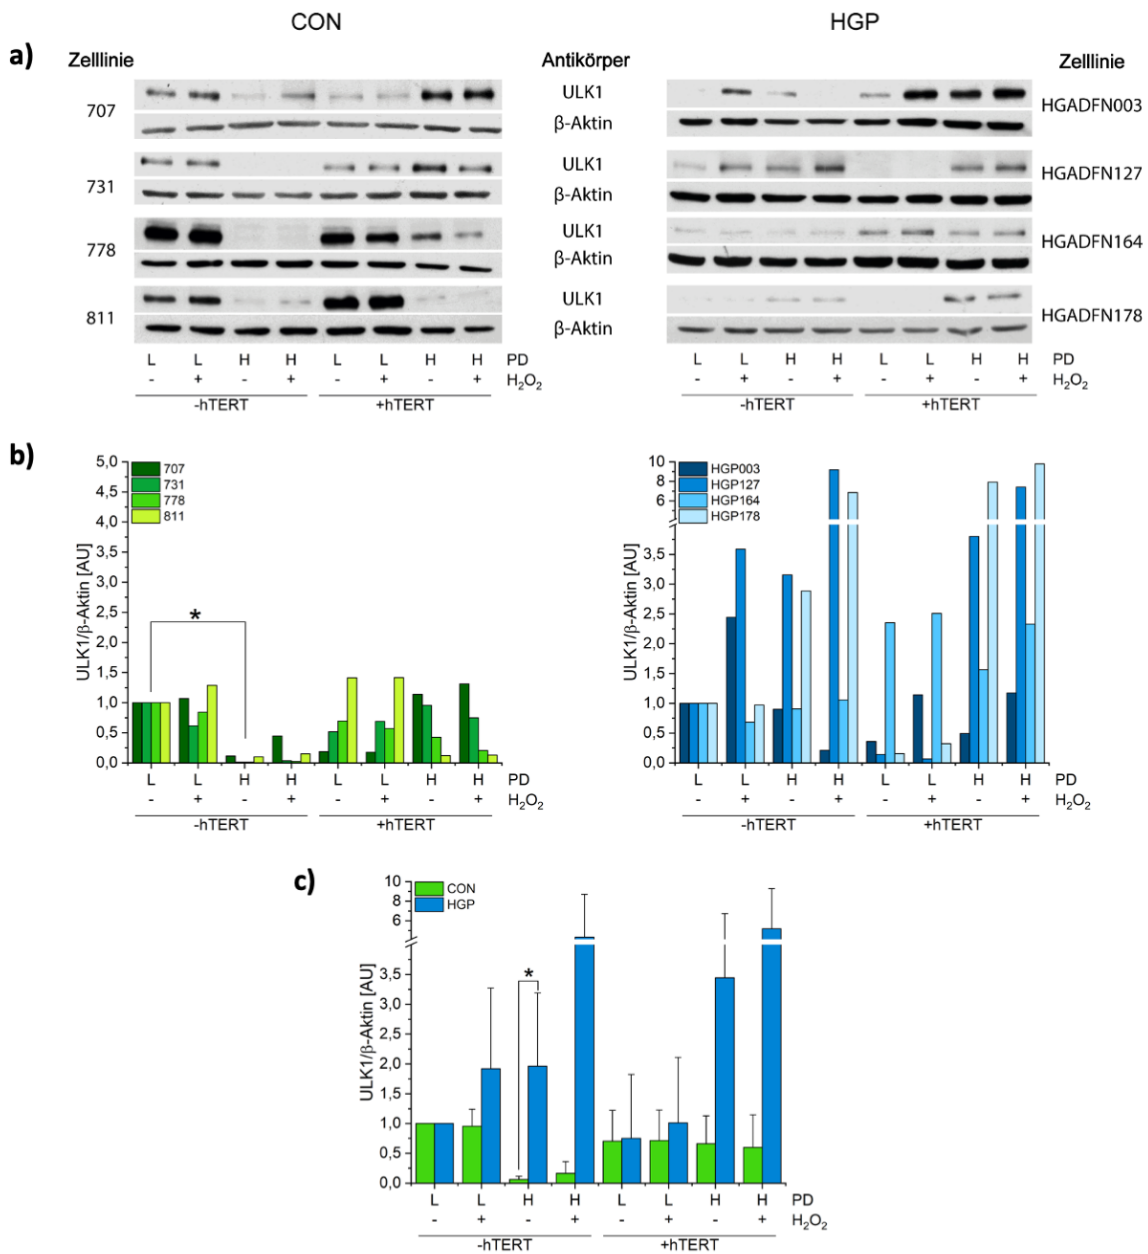 CON HGP
a)
Zelllinie Antikörper Zelllinie
707 ULK1 HGADFN003
β-Aktin
731 ULK1 HGADFN127
β-Aktin
778 ULK1 HGADFN164
β-Aktin
811 ULK1 HGADFN178
β-Aktin
L L H H L L H H PD L L H H L L H H PD
- + - + - + - + H2O2 - + - + - + - + H2O2
-hTERT +hTERT -hTERT +hTERT
b)
ULK1/β-Aktin [AU]
5,0
4,5
4,0
3,5
3,0
2,5
2,0
1,5
1,0
0,5
0,0
707
731
778
811
*
L L H H L L H H PD
- + - + - + - + H2O2
-hTERT +hTERT
ULK1/β-Aktin [AU]
10
8
6
4
3,5
3,0
2,5
2,0
1,5
1,0
0,5
0,0
HGP003
HGP127
HGP164
HGP178
L L H H L L H H PD
- + - + - + - + H2O2
-hTERT +hTERT
c)
ULK1/β-Aktin [AU]
10
8
6
4
3,5
3,0
2,0
1,0
0,5
0,0
CON
HGP
*
L L H H L L H H PD
- + - + - + - + H2O2
-hTERT +hTERT